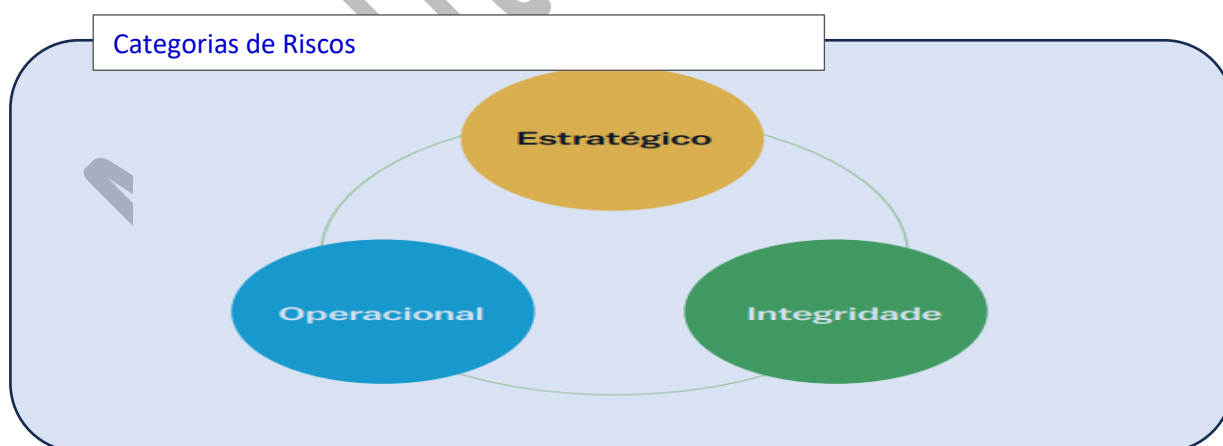 Categorias de Riscos
Estratégico
Operacional
Integridade